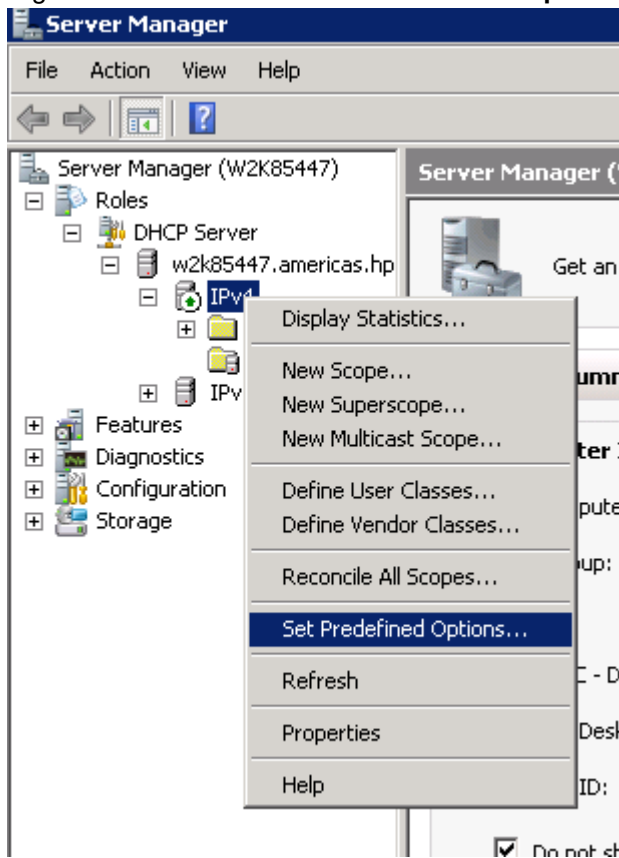 Server Manager
File Action View Help
Server Manager (W2K85447)
Server Manager (
Roles
DHCP Server
w2k85447.americas.hp
Get an
IPv4
Display Statistics...
New Scope...
New Superscope...
New Multicast Scope...
IPv
Features
Diagnostics
Configuration
Storage
Define User Classes...
Define Vendor Classes...
Reconcile All Scopes...
Set Predefined Options...
Refresh
Properties
Desk
Help
ID:
Do not sh